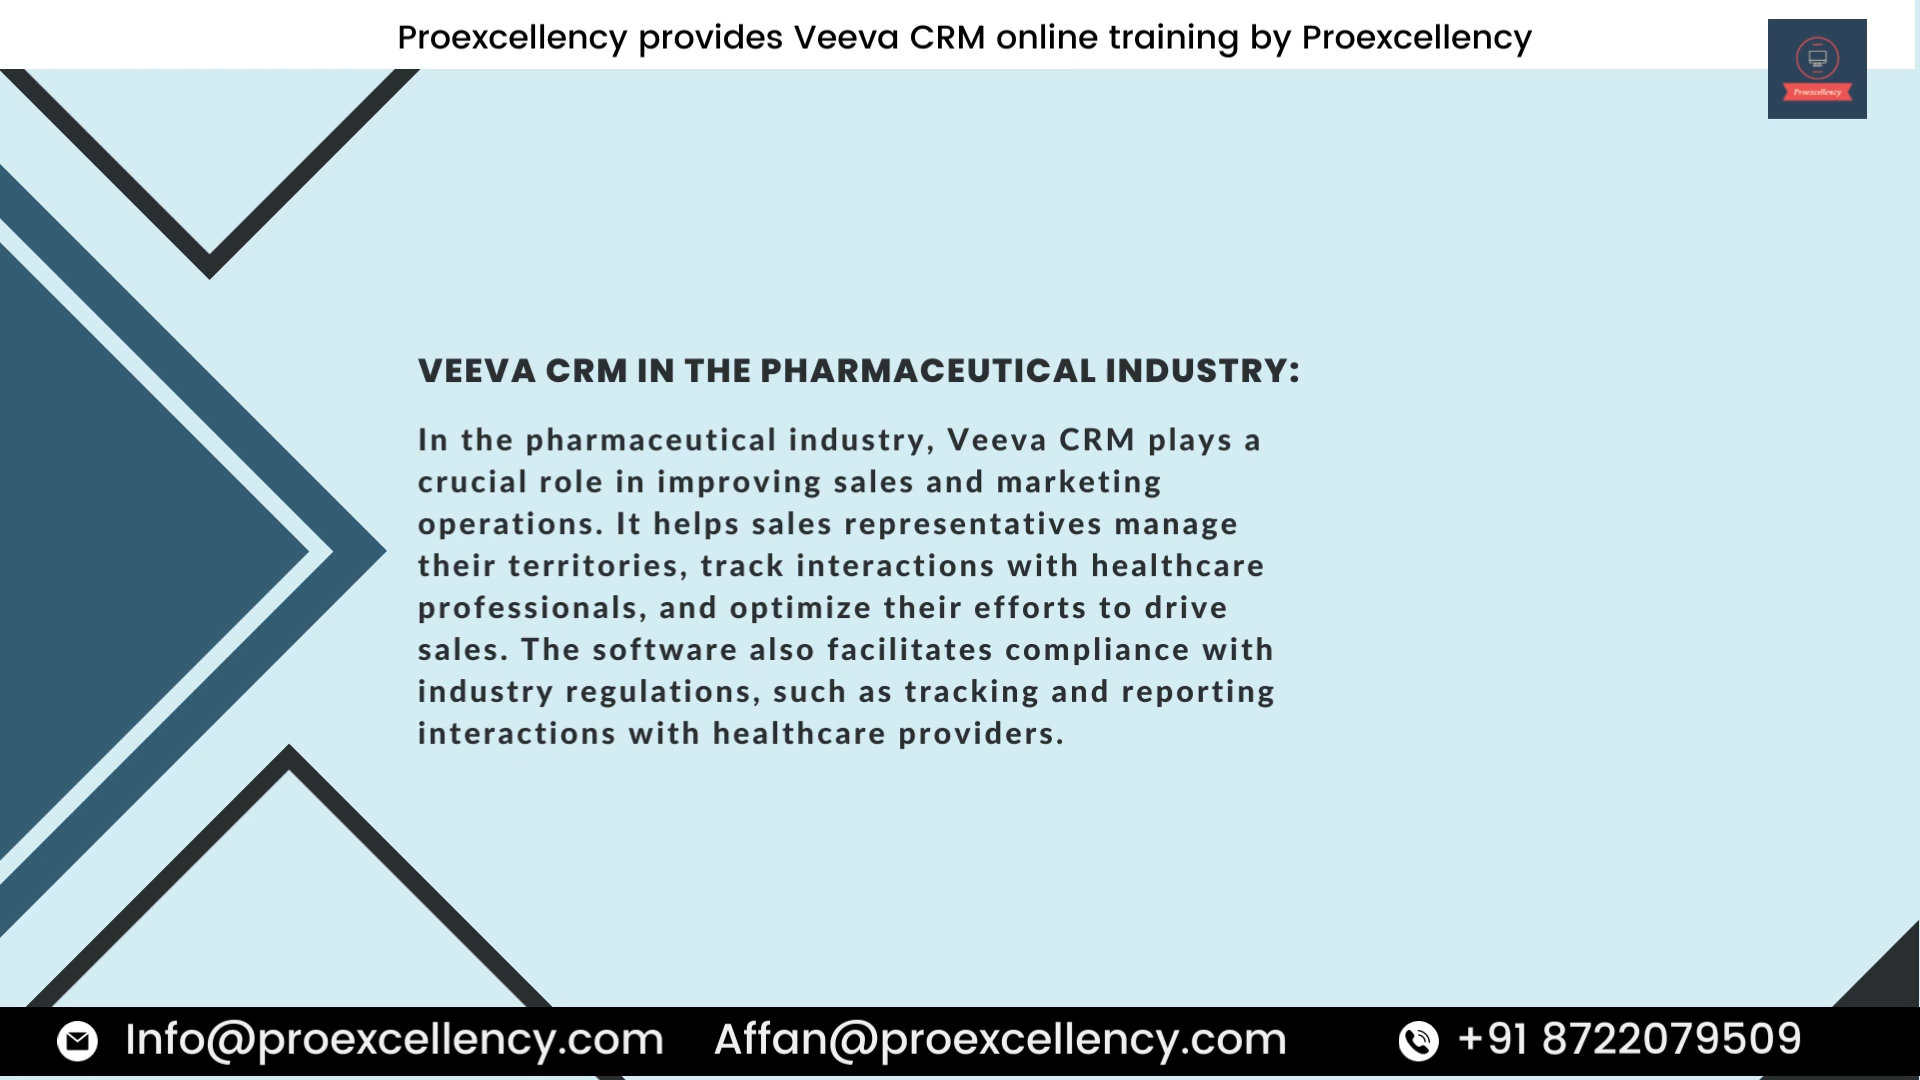 Proexcellency provides Veeva CRM online training by Proexcellency
Proexcellency
VEEVA CRM IN THE PHARMACEUTICAL INDUSTRY:
In the pharmaceutical industry, Veeva CRM plays a
crucial role in improving sales and marketing
operations. It helps sales representatives manage
their territories, track interactions with healthcare
professionals, and optimize their efforts to drive
sales. The software also facilitates compliance with
industry regulations, such as tracking and reporting
interactions with healthcare providers.
Info@proexcellency.com Affan@proexcellency.com +91 8722079509